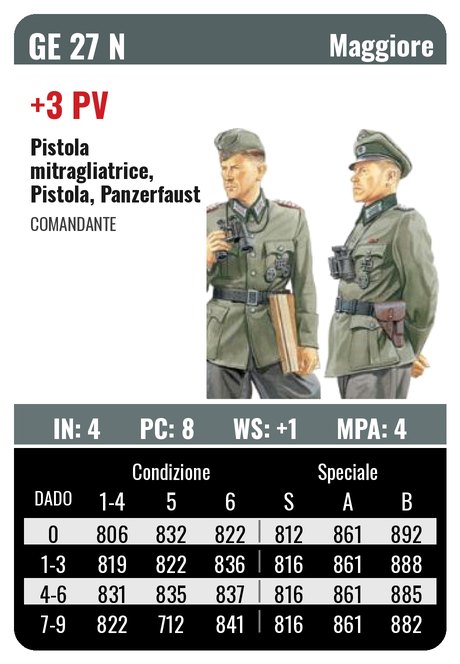 GE 27 N Maggiore
+3 PV
Pistola
mitragliatrice,
Pistola, Panzerfaust
COMANDANTE
IN: 4 PC: 8 WS: +1 MPA: 4
Condizione Speciale
DADO 1-4 5 6 S A B
0 806 832 822 812 861 892
1-3 819 822 836 816 861 888
4-6 831 835 837 816 861 885
7-9 822 712 841 816 861 882